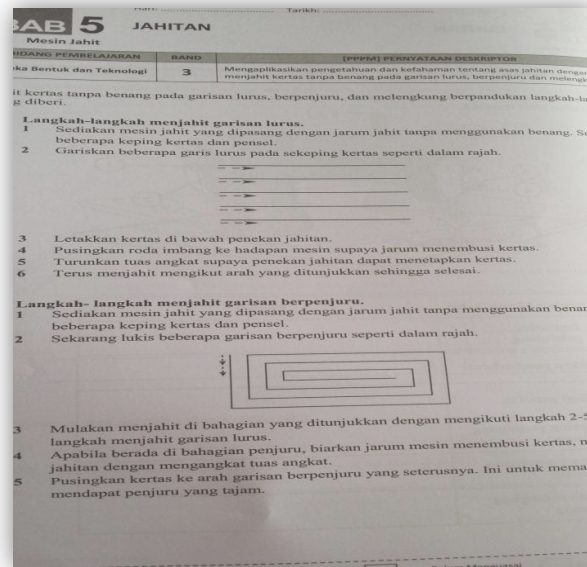 Tarikh:
BAB 5 JAHITAN
Mesin Jahit
BIDANG PEMBELAJARAN BAND [PPPM] PERNYATAAN DESKRIPTOR
Reka Bentuk dan Teknologi 3 Mengaplikasikan pengetahuan dan kefahaman tentang asas jahitan dengan
menjahit kertas tanpa benang pada garisan lurus, berpenjuru dan
kertas tanpa benang pada garisan lurus, berpenjuru, dan melengkung berpandukan
diberi.
Langkah-langkah menjahit garisan lurus.
1 Sediakan mesin jahit yang dipasang dengan jarum jahit tanpa menggunakan benang.
beberapa keping kertas dan pensel.
2 Gariskan beberapa garis lurus pada sekeping kertas seperti dalam rajah.
3 Letakkan kertas di bawah penekan jahitan.
4 Pusingkan roda imbang ke hadapan mesin supaya jarum menembusi kertas.
5 Turunkan tuas angkat supaya penekan jahitan dapat menetapkan kertas.
6 Terus menjahit mengikut arah yang ditunjukkan sehingga selesai.
Langkah- langkah menjahit garisan berpenjuru.
1 Sediakan mesin jahit yang dipasang dengan jarum jahit tanpa menggunakan
beberapa keping kertas dan pensel.
2 Sekarang lukis beberapa garisan berpenjuru seperti dalam rajah.
3 Mulakan menjahit di bahagian yang ditunjukkan dengan mengikuti langkah 2-5
langkah menjahit garisan lurus.
4 Apabila berada di bahagian penjuru, biarkan jarum mesin menembusi kertas,
jahitan dengan mengangkat tuas angkat.
5 Pusingkan kertas ke arah garisan berpenjuru yang seterusnya. Ini untuk
mendapat penjuru yang tajam.